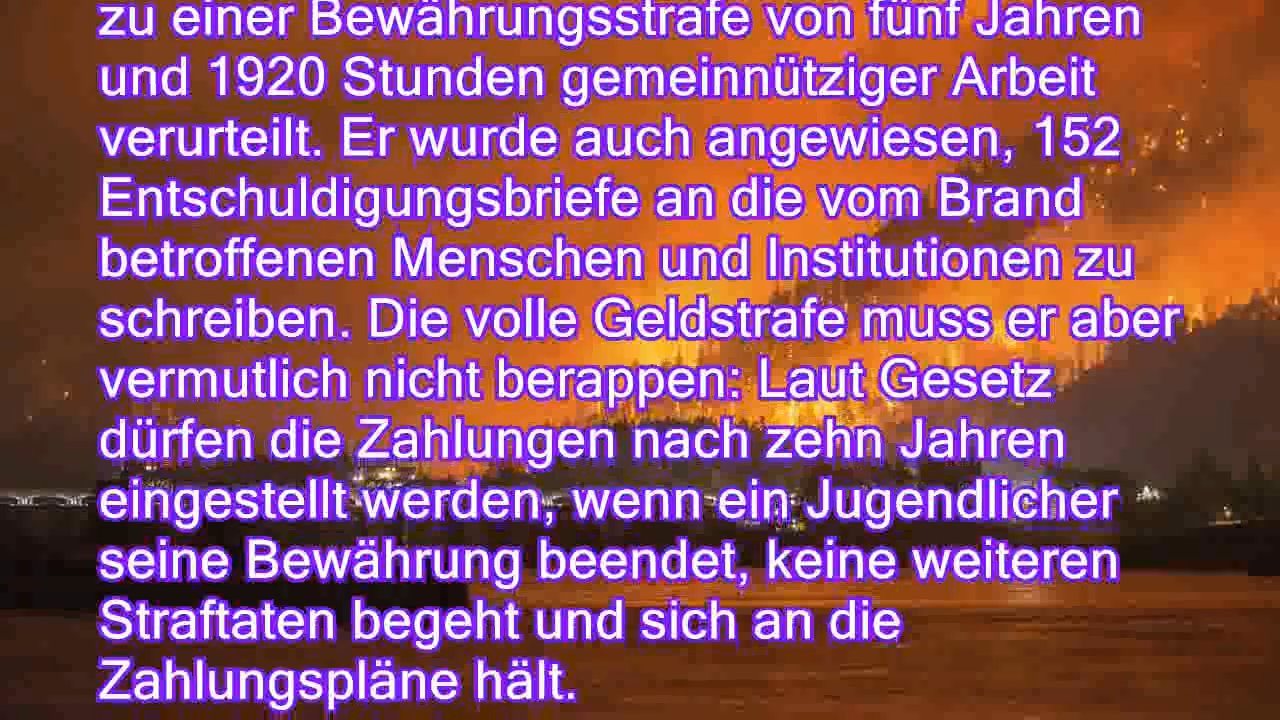 zu einer Bewährungsstrafe von fünf Jahren
und 1920 Stunden gemeinnütziger Arbeit
verurteilt. Er wurde auch angewiesen, 152
Entschuldigungsbriefe an die vom Brand
betroffenen Menschen und Institutionen zu
schreiben. Die volle Geldstrafe muss er aber
vermutlich nicht berappen: Laut Gesetz
dürfen die Zahlungen nach zehn Jahren
eingestellt werden, wenn ein Jugendlicher
seine Bewährung beendet, keine weiteren
Straftaten begeht und sich an die
Zahlungspläne hält.